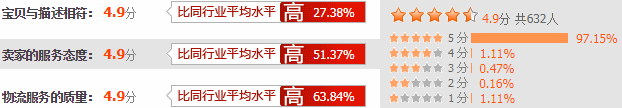 宝贝与描述相符： 4.9分 比同行业平均水平 高 27.38%
卖家的服务态度： 4.9分 比同行业平均水平 高 51.37%
物流服务的质量： 4.9分 比同行业平均水平 高 63.84%
4.9分 共632人
5分 97.15%
4分 1.11%
3分 0.47%
2分 0.16%
1分 1.11%